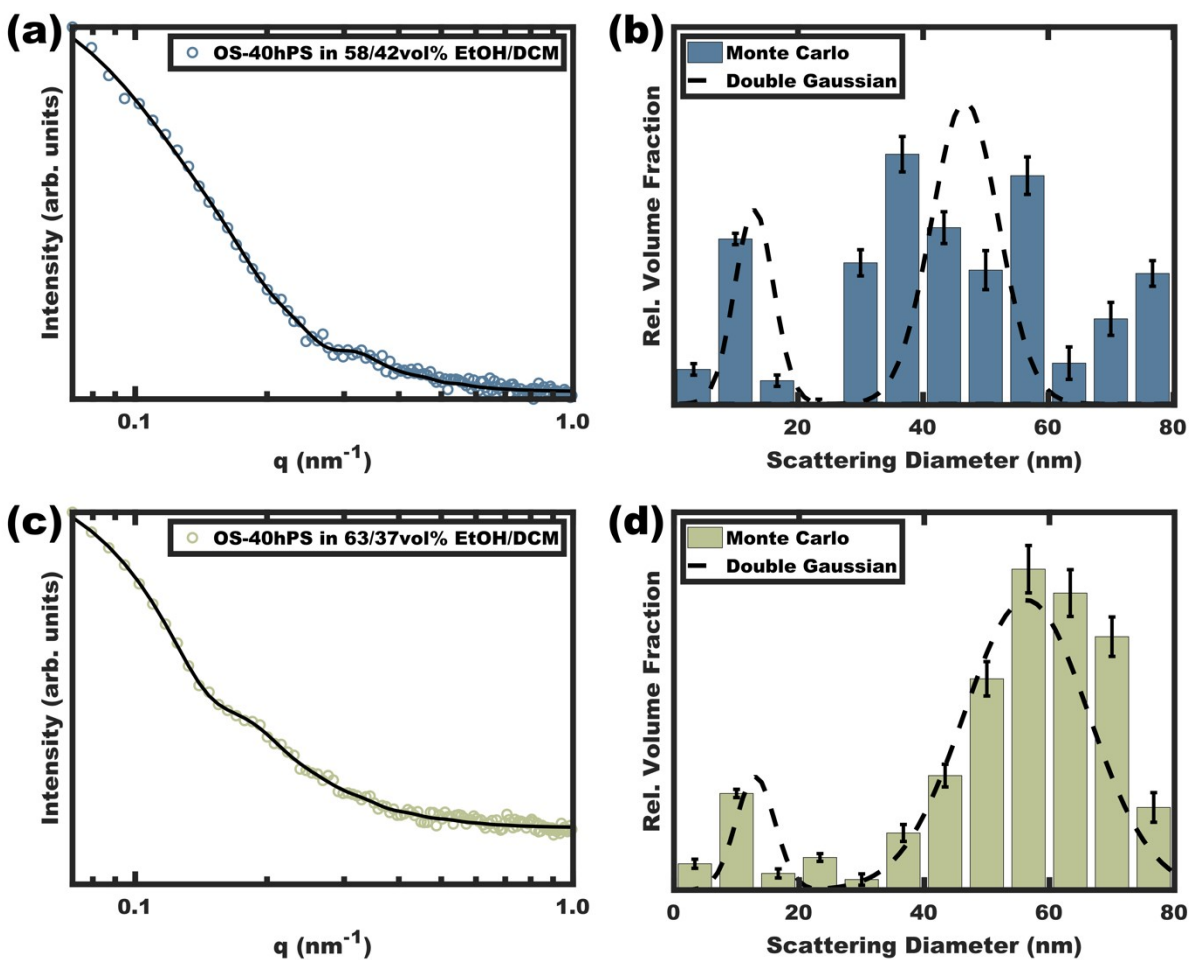 (a)
OS-40hPS in 58/42vol% EtOH/DCM
Intensity (arb. units)
0.1
1.0
q (nm⁻¹)
(b)
Monte Carlo
Double Gaussian
Rel. Volume Fraction
20
40
60
80
Scattering Diameter (nm)
(c)
OS-40hPS in 63/37vol% EtOH/DCM
Intensity (arb. units)
0.1
1.0
q (nm⁻¹)
(d)
Monte Carlo
Double Gaussian
Rel. Volume Fraction
0
20
40
60
80
Scattering Diameter (nm)